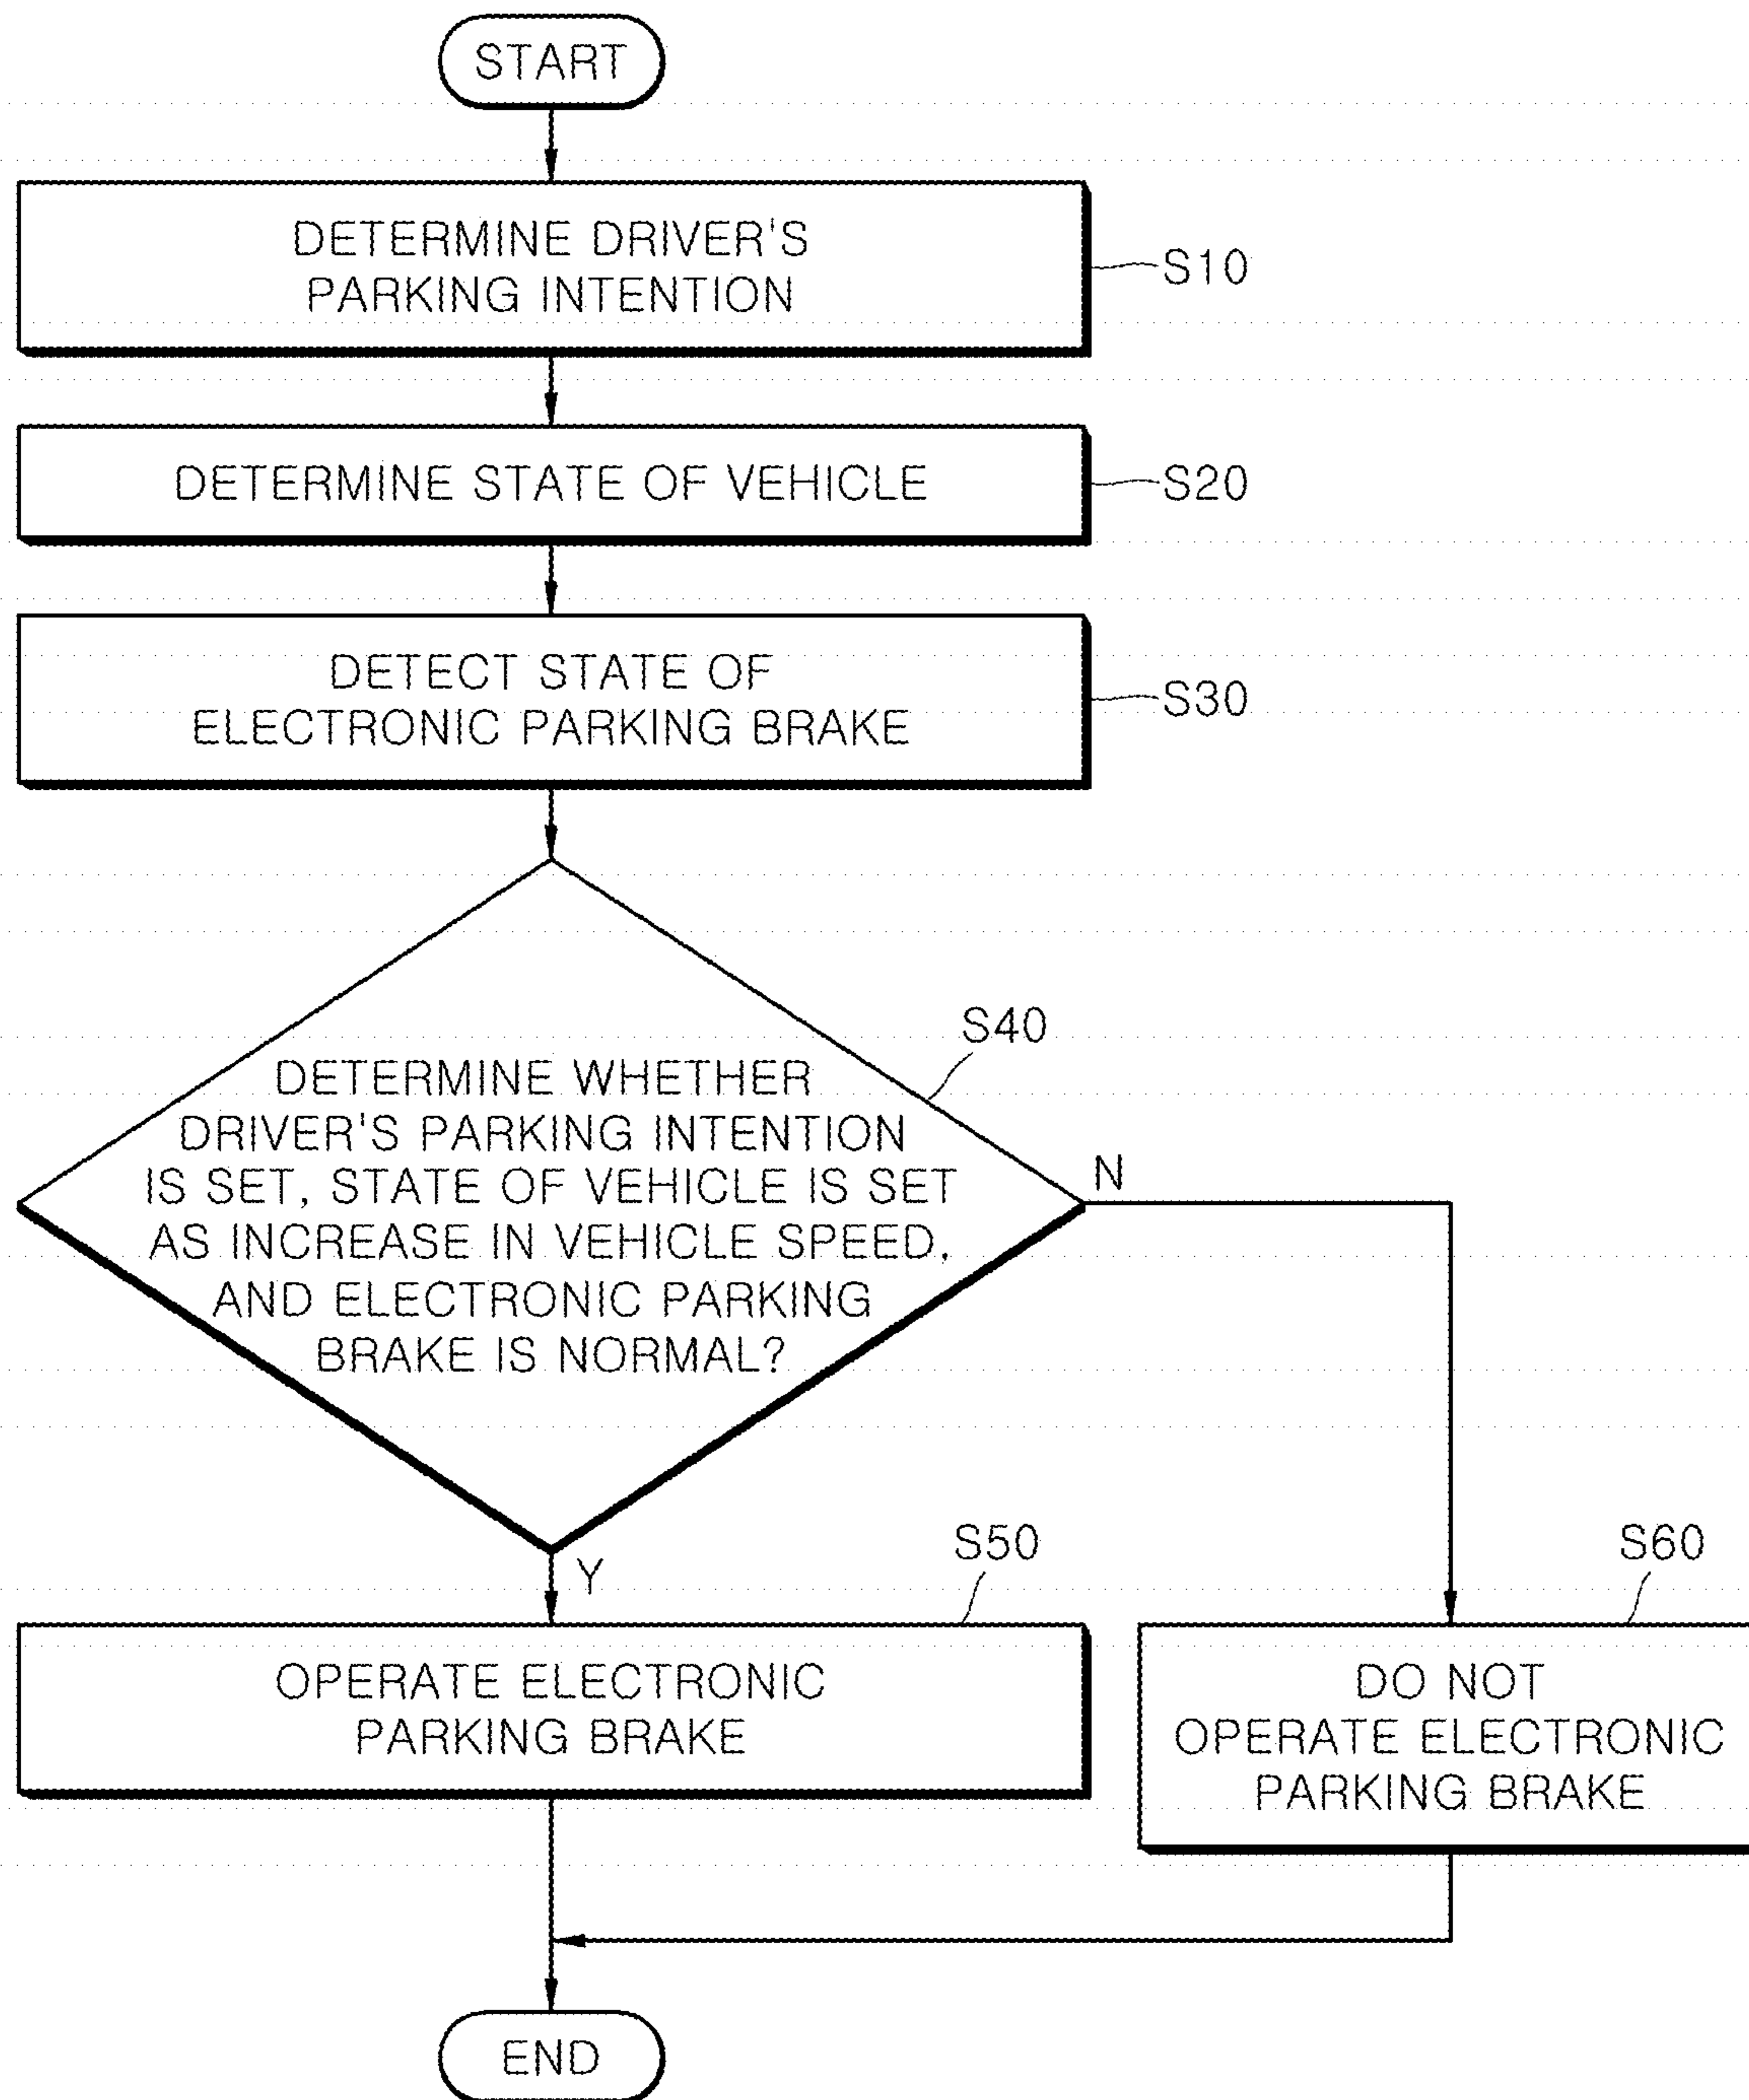 START
DETERMINE DRIVER'S
PARKING INTENTION
S10
DETERMINE STATE OF VEHICLE
S20
DETECT STATE OF
ELECTRONIC PARKING BRAKE
S30
S40
DETERMINE WHETHER
DRIVER'S PARKING INTENTION
IS SET, STATE OF VEHICLE IS SET
AS INCREASE IN VEHICLE SPEED,
AND ELECTRONIC PARKING
BRAKE IS NORMAL?
N
Y
S50
OPERATE ELECTRONIC
PARKING BRAKE
S60
DO NOT
OPERATE ELECTRONIC
PARKING BRAKE
END